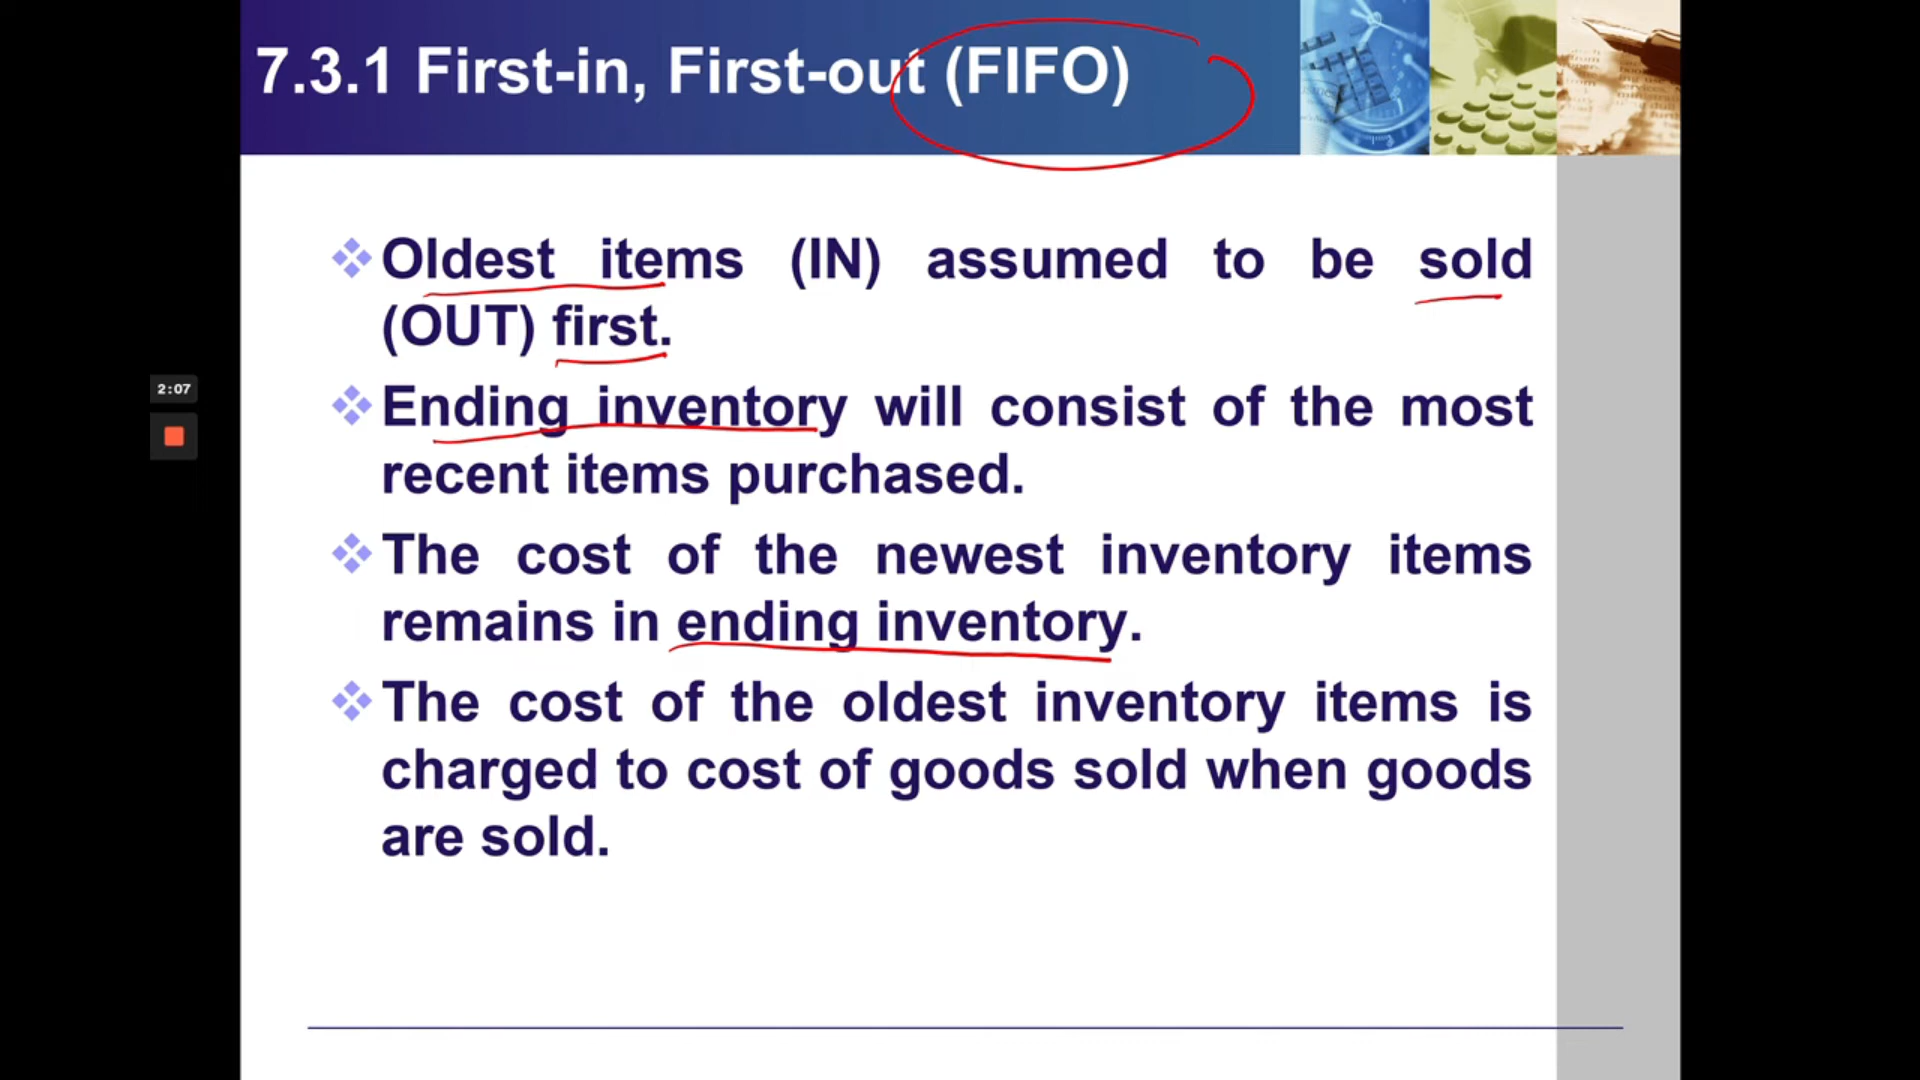 7.3.1 First-in, First-out (FIFO)
Oldest items (IN) assumed to be sold
(OUT) first.
2:07
Ending inventory will consist of the most
recent items purchased.
The cost of the newest inventory items
remains in ending inventory.
The cost of the oldest inventory items is
charged to cost of goods sold when goods
are sold.